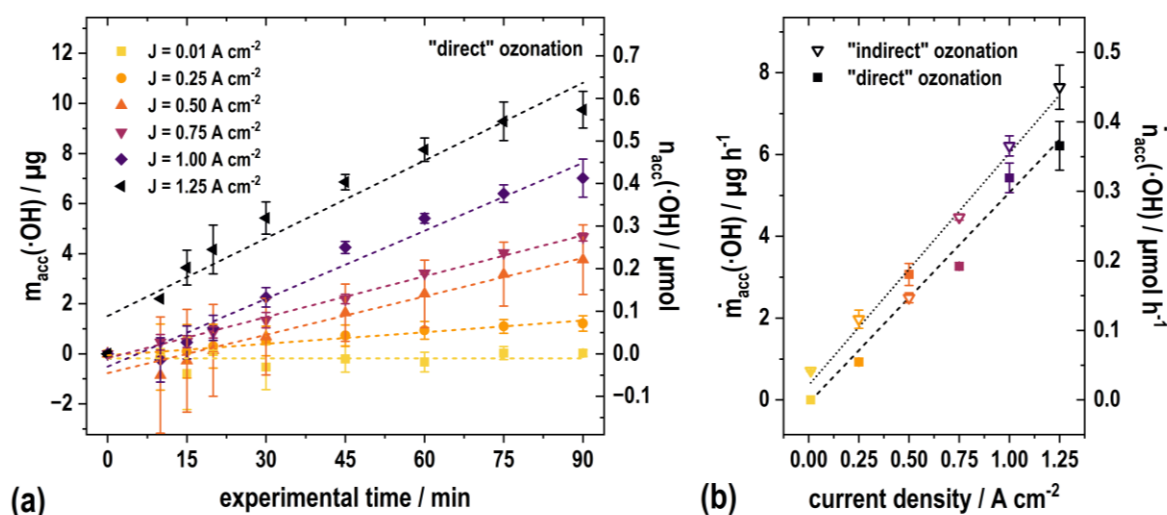 12
10
8
6
4
2
0
−2
m_acc(·OH) / µg
J = 0.01 A cm⁻²
J = 0.25 A cm⁻²
J = 0.50 A cm⁻²
J = 0.75 A cm⁻²
J = 1.00 A cm⁻²
J = 1.25 A cm⁻²
"direct" ozonation
0.7
0.6
0.5
0.4
0.3
0.2
0.1
0.0
−0.1
n_acc(·OH) / µmol
0 15 30 45 60 75 90
experimental time / min
(a)
8
6
4
2
0
ṁ_acc(·OH) / µg h⁻¹
"indirect" ozonation
"direct" ozonation
0.5
0.4
0.3
0.2
0.1
0.0
ṅ_acc(·OH) / µmol h⁻¹
0.00 0.25 0.50 0.75 1.00 1.25
current density / A cm⁻²
(b)